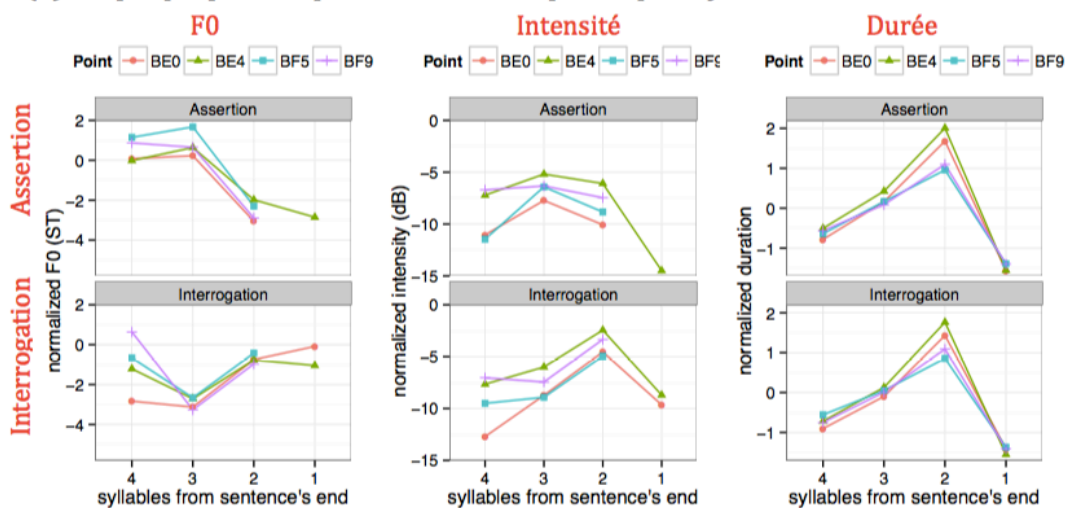 F0 Intensité Durée
Point BE0 BE4 BF5 BF9 Point BE0 BE4 BF5 BF9 Point BE0 BE4 BF5 BF9
Assertion
Interrogation
normalized F0 (ST)
Assertion
2
0
−2
−4
Interrogation
2
0
−2
−4
4 3 2 1
syllables from sentence's end
normalized intensity (dB)
Assertion
0
−5
−10
−15
Interrogation
0
−5
−10
−15
4 3 2 1
syllables from sentence's end
normalized duration
Assertion
2
1
0
−1
Interrogation
2
1
0
−1
4 3 2 1
syllables from sentence's end